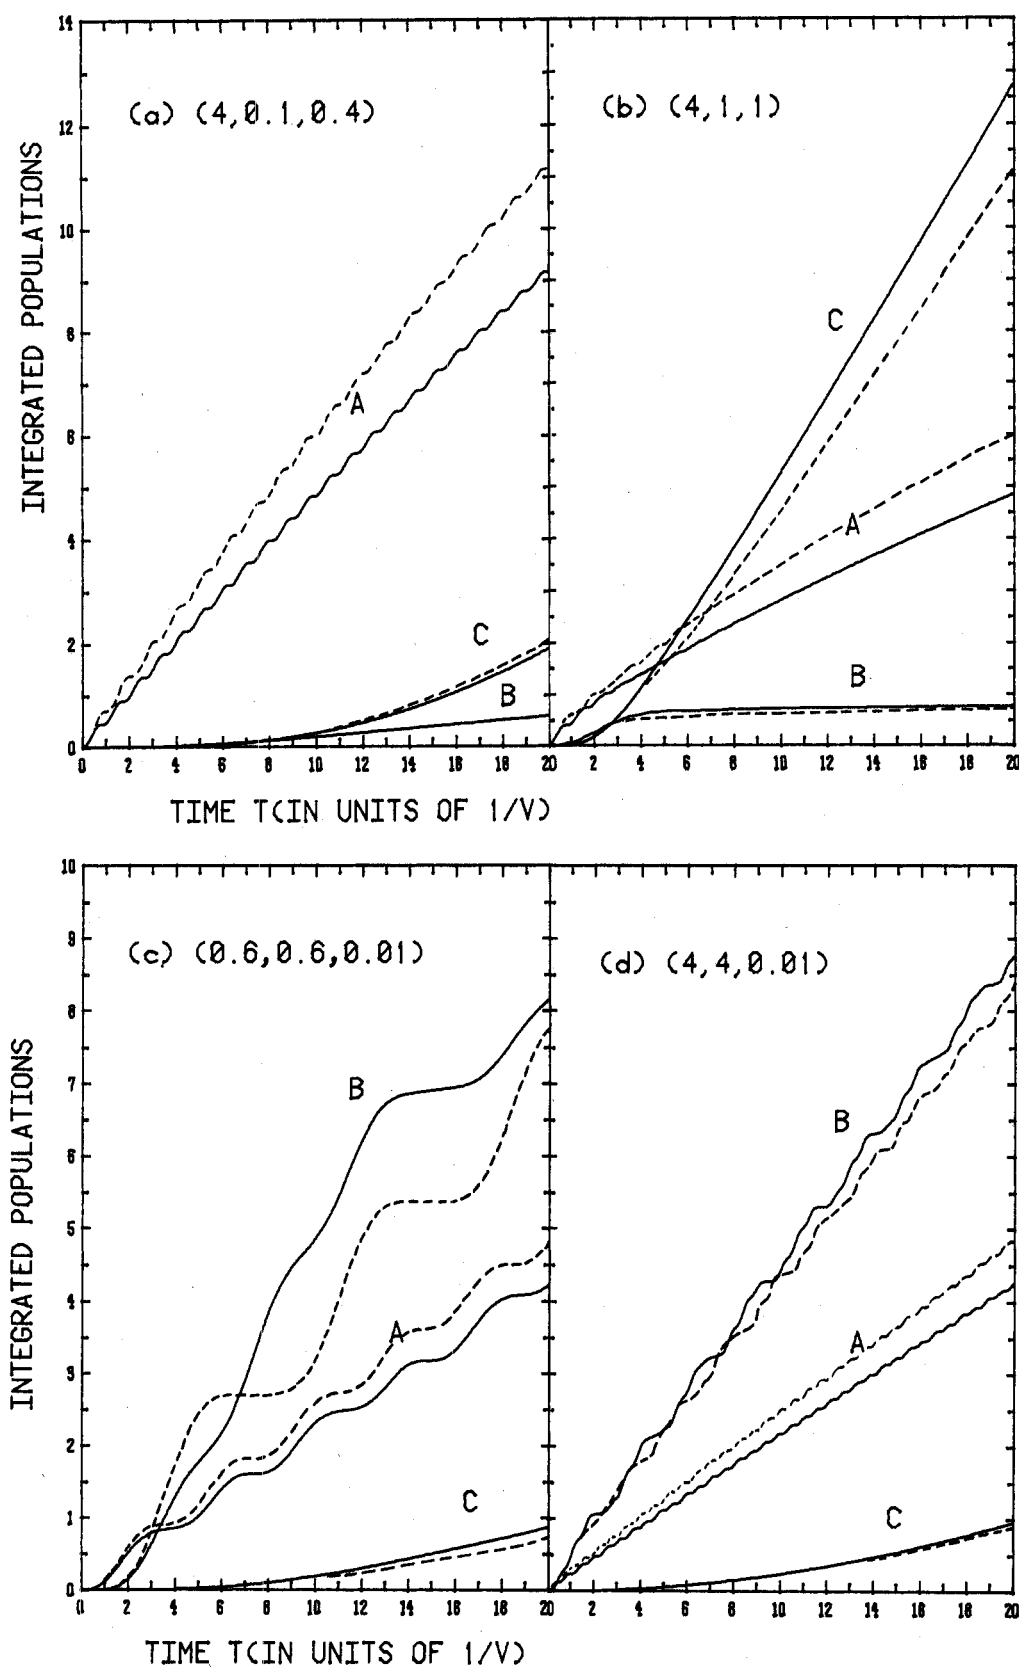 14
12
10
8
6
4
2
0
INTEGRATED POPULATIONS
(a) (4,0.1,0.4)
A
C
B
0 2 4 6 8 10 12 14 16 18 20
(b) (4,1,1)
C
A
B
2 4 6 8 10 12 14 16 18 20
TIME T(IN UNITS OF 1/V)
10
9
8
7
6
5
4
3
2
1
0
INTEGRATED POPULATIONS
(c) (0.6,0.6,0.01)
B
A
C
0 2 4 6 8 10 12 14 16 18 20
(d) (4,4,0.01)
B
A
C
2 4 6 8 10 12 14 16 18 20
TIME T(IN UNITS OF 1/V)